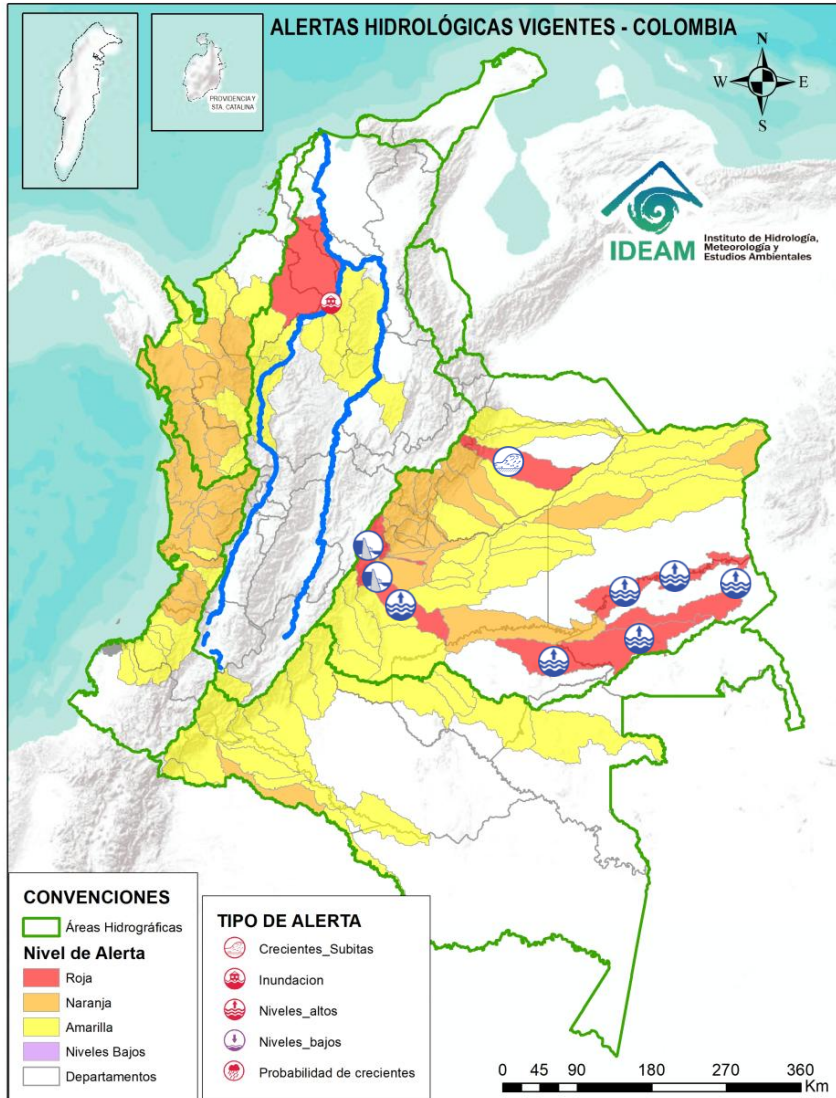 ALERTAS HIDROLÓGICAS VIGENTES - COLOMBIA
PROVIDENCIA Y
STA. CATALINA
N
W
E
S
IDEAM
Instituto de Hidrología,
Meteorología y
Estudios Ambientales
CONVENCIONES
Áreas Hidrográficas
Nivel de Alerta
Roja
Naranja
Amarilla
Niveles Bajos
Departamentos
TIPO DE ALERTA
Crecientes_Subitas
Inundacion
Niveles_altos
Niveles_bajos
Probabilidad de crecientes
0 45 90 180 270 360
Km